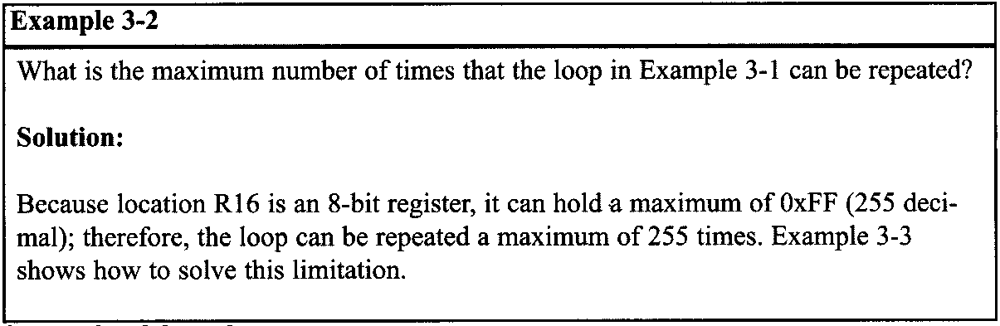 Example 3-2
What is the maximum number of times that the loop in Example 3-1 can be repeated?
Solution:
Because location R16 is an 8-bit register, it can hold a maximum of 0xFF (255 deci-
mal); therefore, the loop can be repeated a maximum of 255 times. Example 3-3
shows how to solve this limitation.